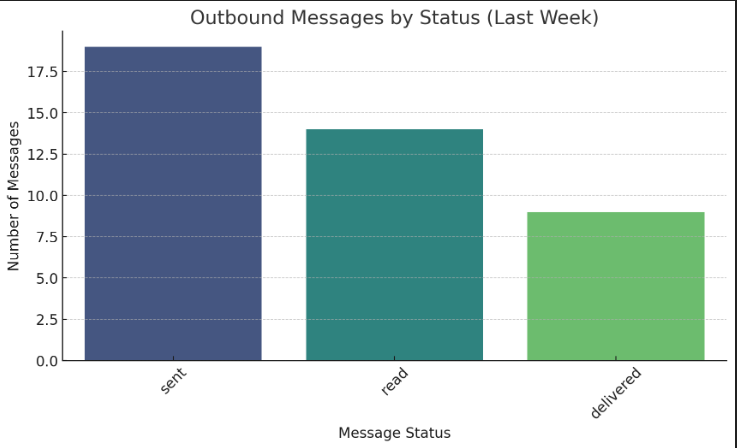 Outbound Messages by Status (Last Week)
Number of Messages
17.5
15.0
12.5
10.0
7.5
5.0
2.5
0.0
sent
read
delivered
Message Status